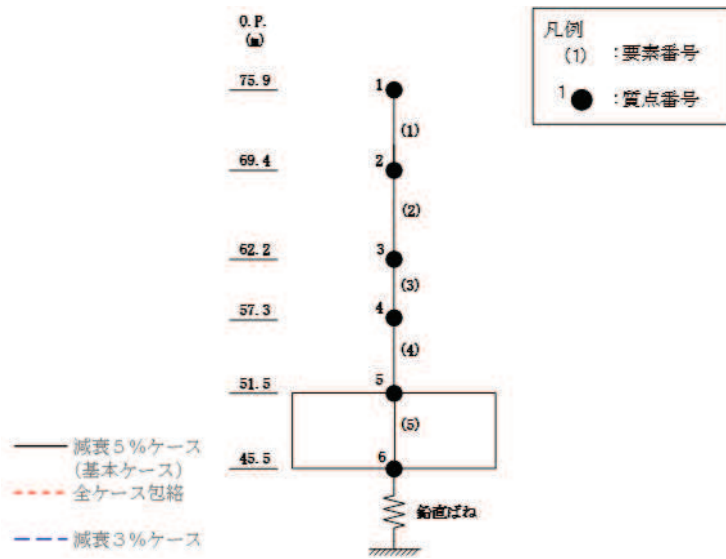 O.P.
(m)
75.9
69.4
62.2
57.3
51.5
45.5
1
(1)
2
(2)
3
(3)
4
(4)
5
(5)
6
鉛直ばね
凡例
(1) :要素番号
1 :質点番号
減衰5%ケース
(基本ケース)
全ケース包絡
減衰3%ケース